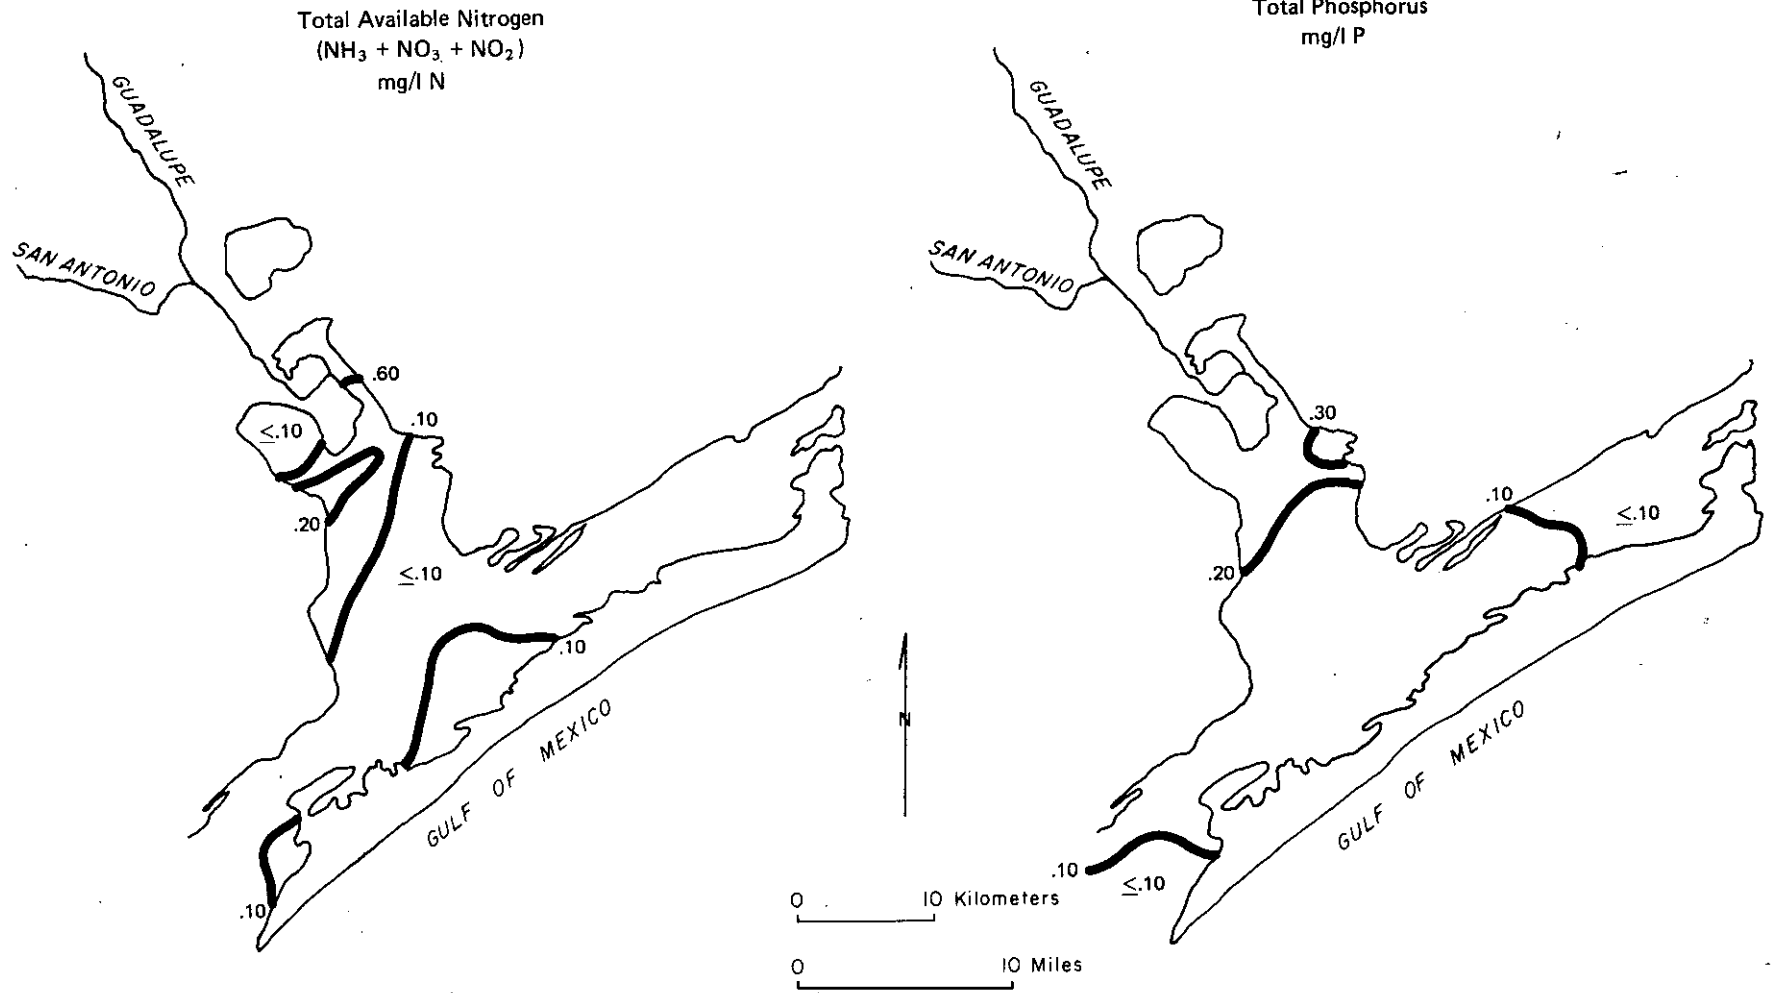 Total Available Nitrogen
(NH₃ + NO₃ + NO₂)
mg/l N
GUADALUPE
SAN ANTONIO
.60
.10
≤.10
.20
≤.10
.10
GULF OF MEXICO
.10
Total Phosphorus
mg/l P
GUADALUPE
SAN ANTONIO
.30
.10
≤.10
.20
GULF OF MEXICO
.10
≤.10
N
0 10 Kilometers
0 10 Miles